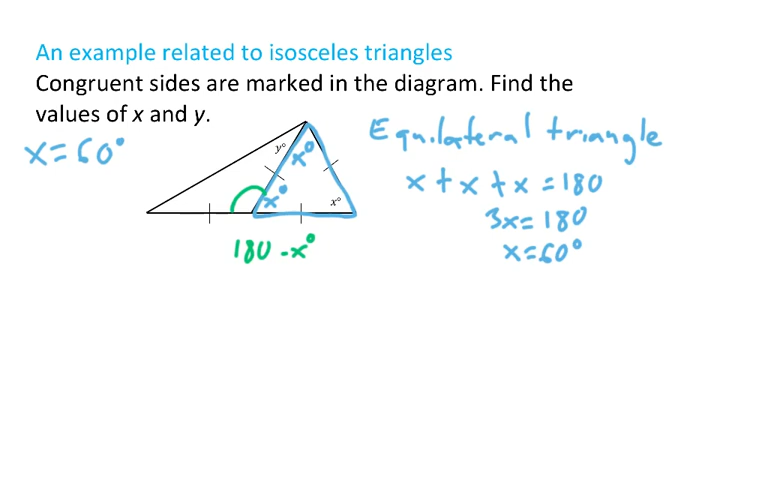 An example related to isosceles triangles
Congruent sides are marked in the diagram. Find the
values of x and y.
x=60°
Equilateral triangle
y°
x°
x°
x°
x+x+x=180
3x=180
x=60°
180-x°